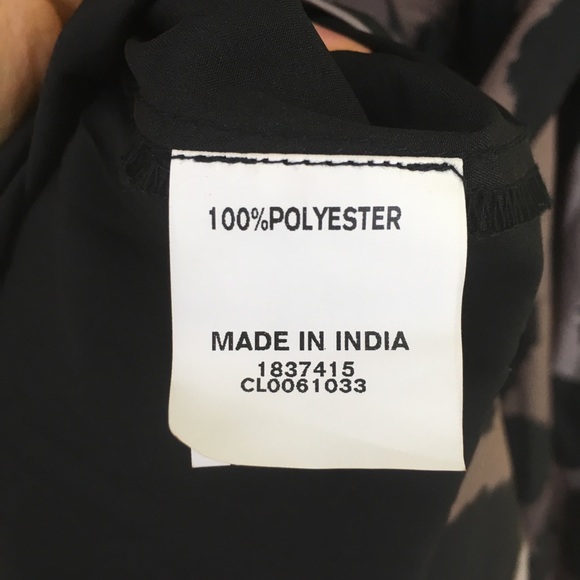 100%POLYESTER
MADE IN INDIA
1837415
CL0061033